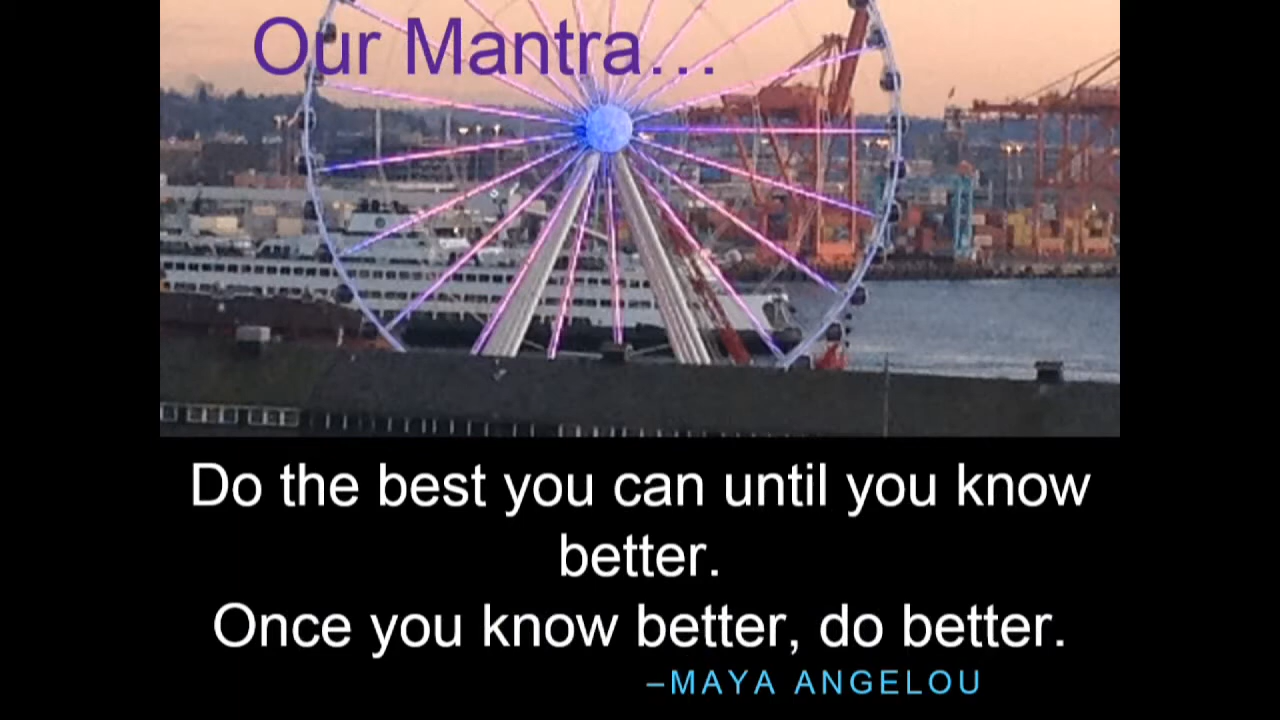 Our Mantra…
Do the best you can until you know
better.
Once you know better, do better.
–MAYA ANGELOU